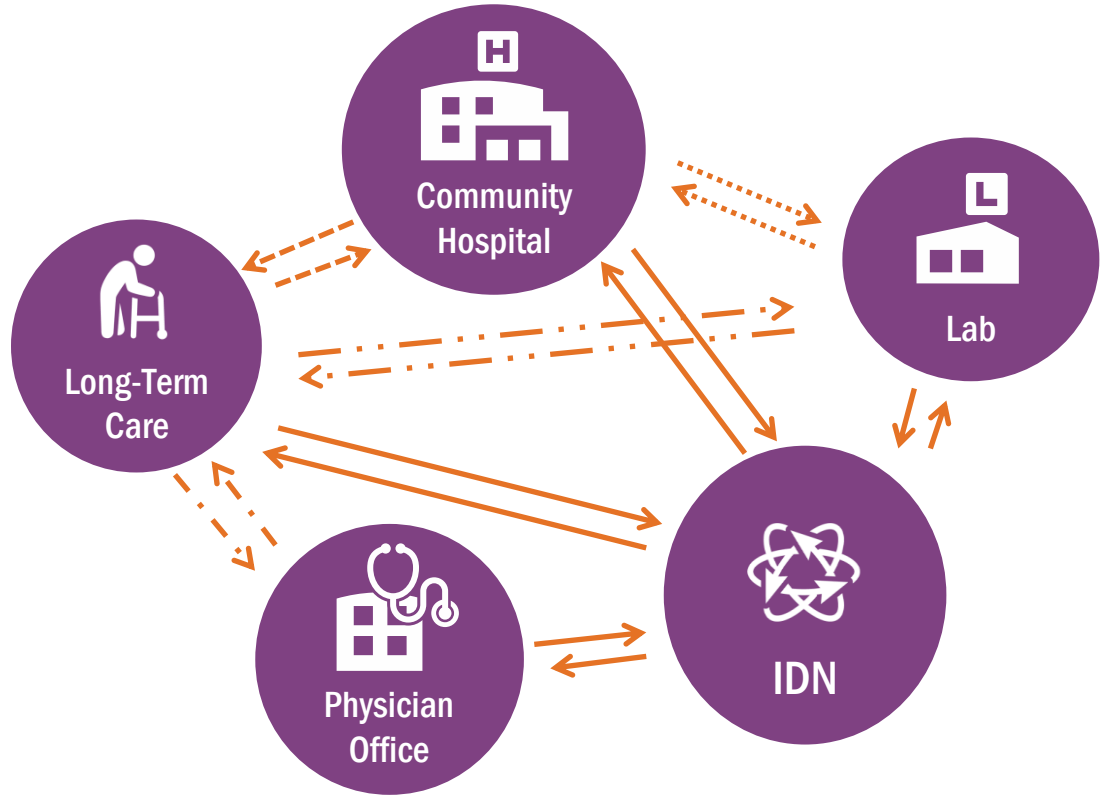 H
Community
Hospital
L
Lab
Long-Term
Care
Physician
Office
IDN